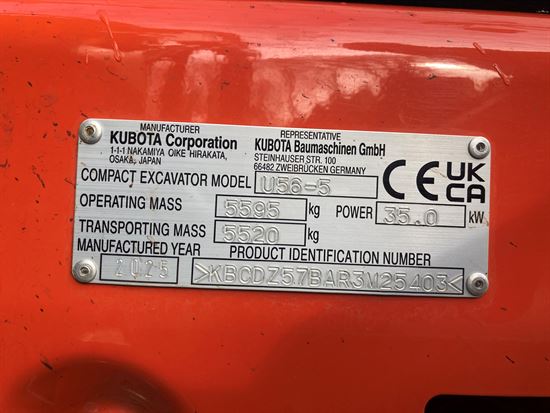 MANUFACTURER
KUBOTA Corporation
1-1-1 NAKAMIYA OIKE HIRAKATA,
OSAKA, JAPAN
REPRESENTATIVE
KUBOTA Baumaschinen GmbH
STEINHAUSER STR. 100
66482 ZWEIBRÜCKEN GERMANY
COMPACT EXCAVATOR MODEL U56-5
OPERATING MASS 5595 kg POWER 35.0 kW
TRANSPORTING MASS 5520 kg
CE UK CA
MANUFACTURED YEAR PRODUCT IDENTIFICATION NUMBER
2025 >KBCDZ57BAR3M25403<